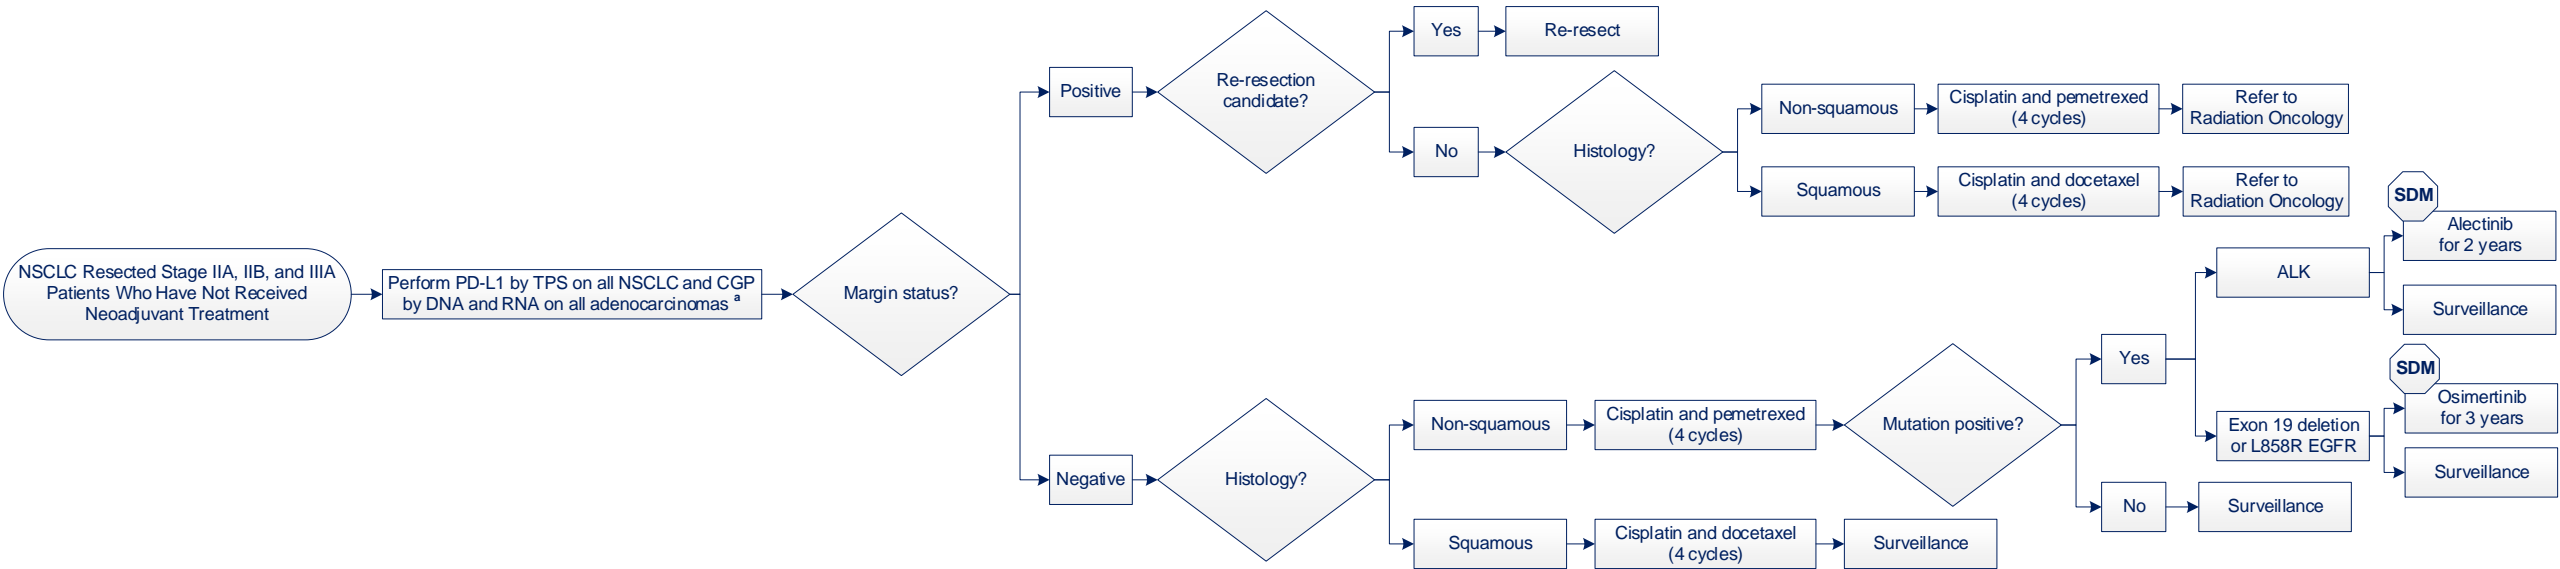 NSCLC Resected Stage IIA, IIB, and IIIA
Patients Who Have Not Received
Neoadjuvant Treatment
Perform PD-L1 by TPS on all NSCLC and CGP
by DNA and RNA on all adenocarcinomas a
Margin status?
Positive
Re-resection
candidate?
Yes
Re-resect
No
Histology?
Non-squamous
Cisplatin and pemetrexed
(4 cycles)
Refer to
Radiation Oncology
Squamous
Cisplatin and docetaxel
(4 cycles)
Refer to
Radiation Oncology
Negative
Histology?
Non-squamous
Cisplatin and pemetrexed
(4 cycles)
Mutation positive?
Yes
ALK
SDM
Alectinib
for 2 years
Surveillance
Exon 19 deletion
or L858R EGFR
SDM
Osimertinib
for 3 years
Surveillance
No
Surveillance
Squamous
Cisplatin and docetaxel
(4 cycles)
Surveillance